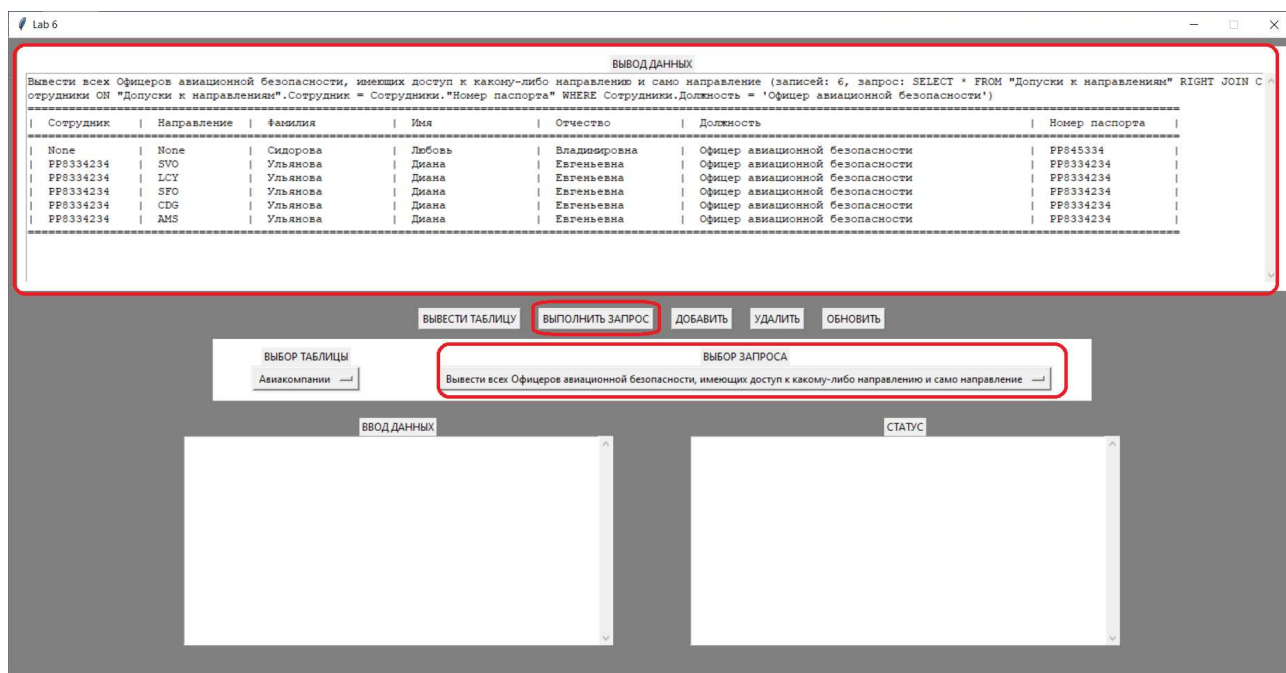 Lab 6
ВЫВОД ДАННЫХ
Вывести всех Офицеров авиационной безопасности, имеющих доступ к какому-либо направлению и само направление (записей: 6, запрос: SELECT * FROM "Допуски к направлениям" RIGHT JOIN С
отрудники ON "Допуски к направлениям".Сотрудник = Сотрудники."Номер паспорта" WHERE Сотрудники.Должность = 'Офицер авиационной безопасности')
| Сотрудник | Направление | Фамилия | Имя | Отчество | Должность | Номер паспорта |
| None | None | Сидорова | Любовь | Владимировна | Офицер авиационной безопасности | PP845334 |
| PP8334234 | SVO | Ульянова | Диана | Евгеньевна | Офицер авиационной безопасности | PP8334234 |
| PP8334234 | LCY | Ульянова | Диана | Евгеньевна | Офицер авиационной безопасности | PP8334234 |
| PP8334234 | SFO | Ульянова | Диана | Евгеньевна | Офицер авиационной безопасности | PP8334234 |
| PP8334234 | CDG | Ульянова | Диана | Евгеньевна | Офицер авиационной безопасности | PP8334234 |
| PP8334234 | AMS | Ульянова | Диана | Евгеньевна | Офицер авиационной безопасности | PP8334234 |
ВЫВЕСТИ ТАБЛИЦУ ВЫПОЛНИТЬ ЗАПРОС ДОБАВИТЬ УДАЛИТЬ ОБНОВИТЬ
ВЫБОР ТАБЛИЦЫ ВЫБОР ЗАПРОСА
Авиакомпании Вывести всех Офицеров авиационной безопасности, имеющих доступ к какому-либо направлению и само направление
ВВОД ДАННЫХ СТАТУС